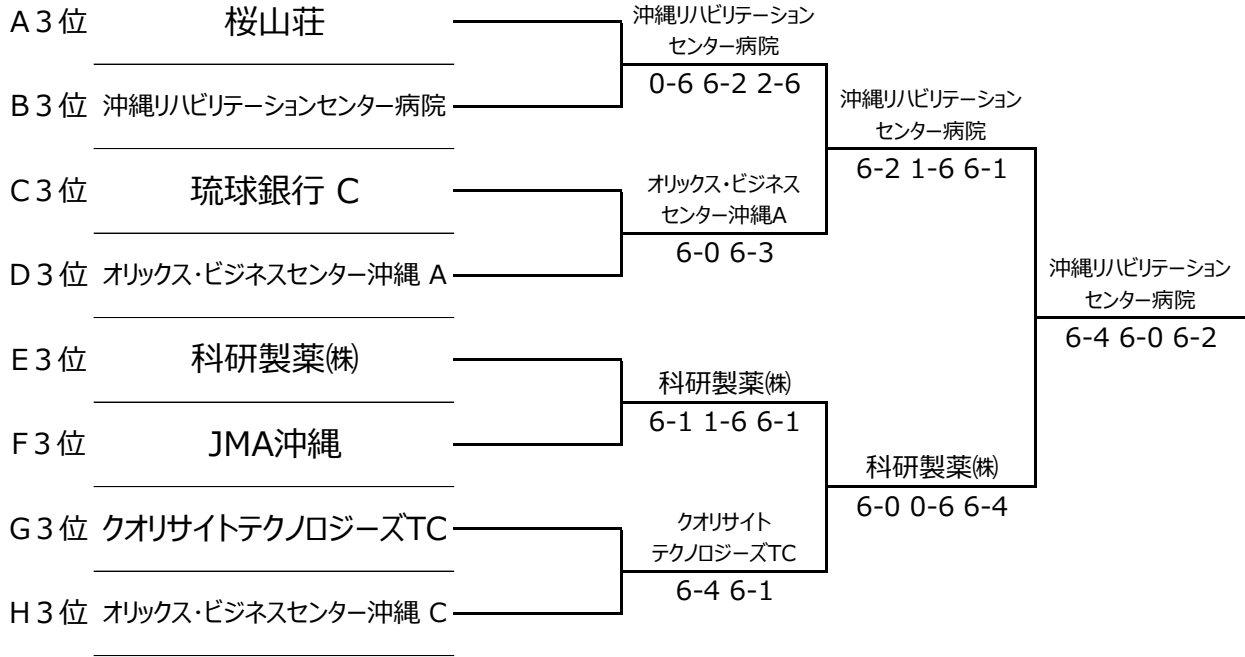 A３位 桜山荘
B３位 沖縄リハビリテーションセンター病院
C３位 琉球銀行 C
D３位 オリックス・ビジネスセンター沖縄 A
E３位 科研製薬㈱
F３位 JMA沖縄
G３位 クオリサイトテクノロジーズTC
H３位 オリックス・ビジネスセンター沖縄 C
沖縄リハビリテーション
センター病院
0-6 6-2 2-6
オリックス・ビジネス
センター沖縄A
6-0 6-3
科研製薬㈱
6-1 1-6 6-1
クオリサイト
テクノロジーズTC
6-4 6-1
沖縄リハビリテーション
センター病院
6-2 1-6 6-1
科研製薬㈱
6-0 0-6 6-4
沖縄リハビリテーション
センター病院
6-4 6-0 6-2